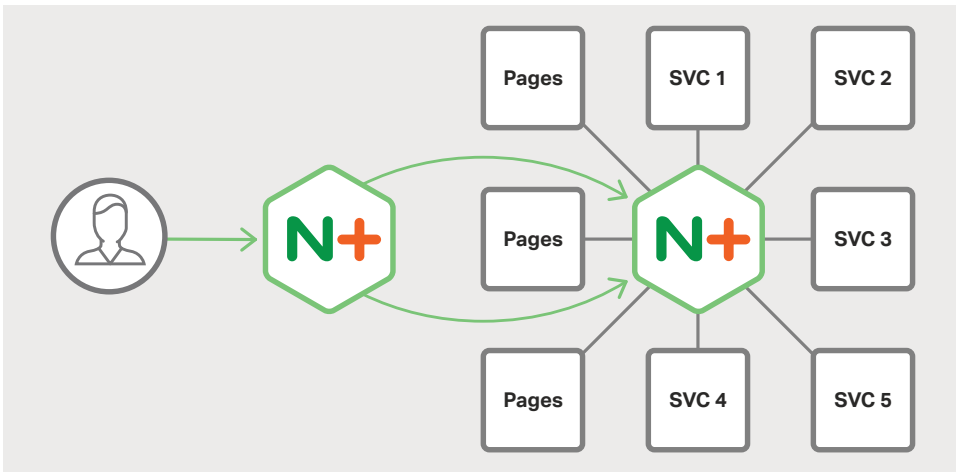 Pages
SVC 1
SVC 2
N+
N+
Pages
SVC 3
Pages
SVC 4
SVC 5